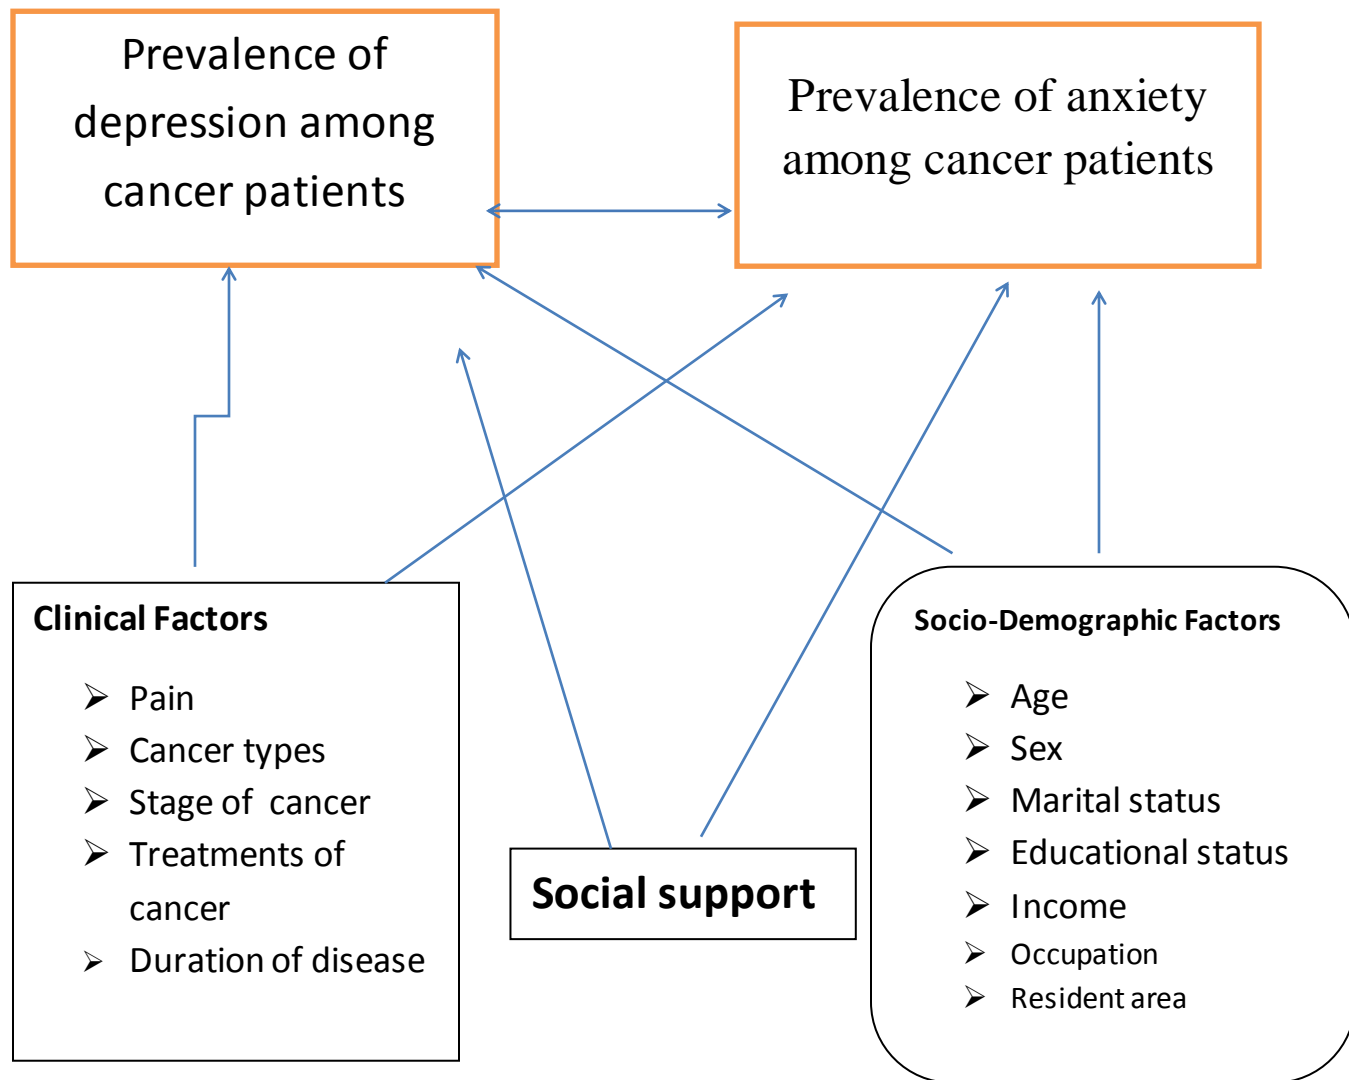 Prevalence of
depression among
cancer patients
Prevalence of anxiety
among cancer patients
Clinical Factors
➢ Pain
➢ Cancer types
➢ Stage of  cancer
➢ Treatments of
cancer
➢ Duration of disease
Social support
Socio-Demographic Factors
➢ Age
➢ Sex
➢ Marital status
➢ Educational status
➢ Income
➢ Occupation
➢ Resident area